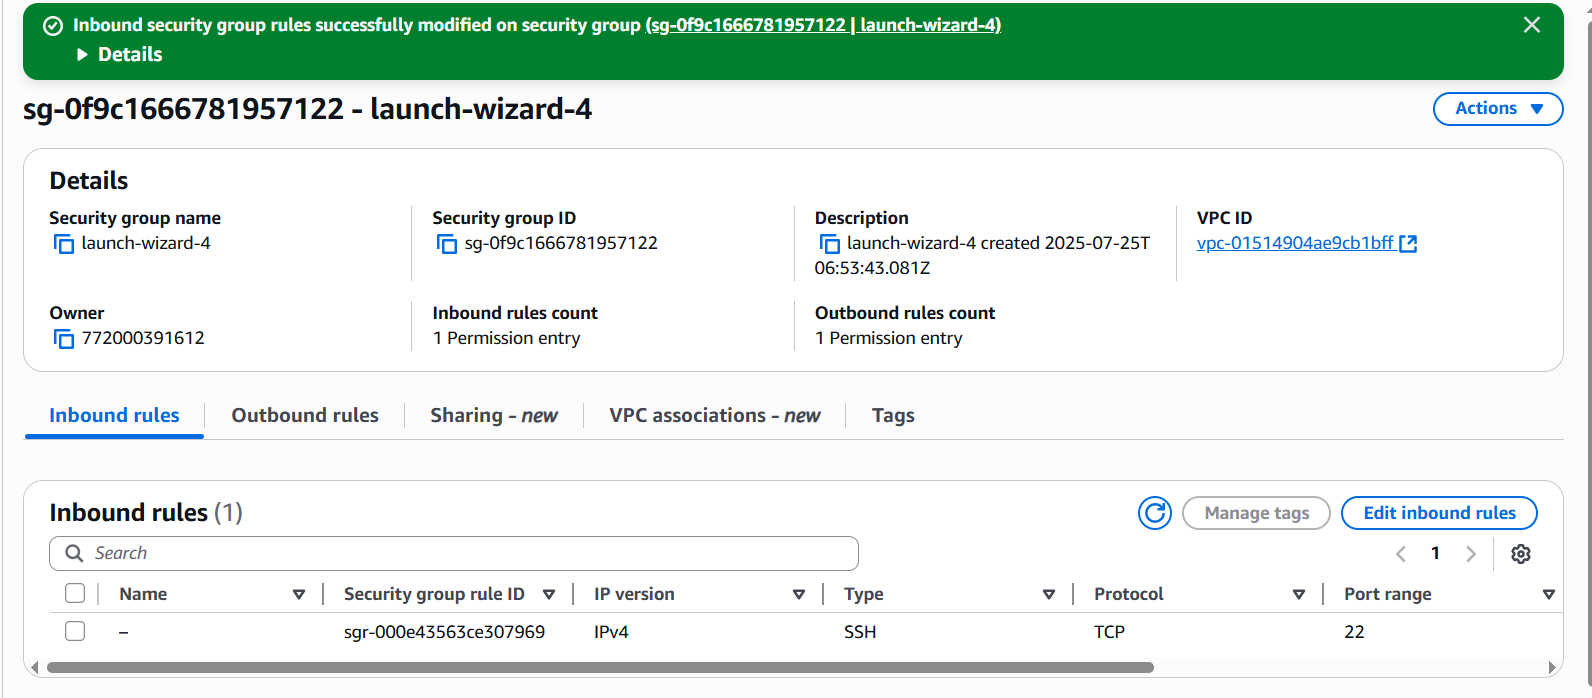 Inbound security group rules successfully modified on security group (sg-0f9c1666781957122 | launch-wizard-4)
Details
sg-0f9c1666781957122 - launch-wizard-4
Actions
Details
Security group name
launch-wizard-4
Security group ID
sg-0f9c1666781957122
Description
launch-wizard-4 created 2025-07-25T
06:53:43.081Z
VPC ID
vpc-01514904ae9cb1bff
Owner
772000391612
Inbound rules count
1 Permission entry
Outbound rules count
1 Permission entry
Inbound rules Outbound rules Sharing - new VPC associations - new Tags
Inbound rules (1)
Manage tags
Edit inbound rules
Search
1
Name Security group rule ID IP version Type Protocol Port range
– sgr-000e43563ce307969 IPv4 SSH TCP 22